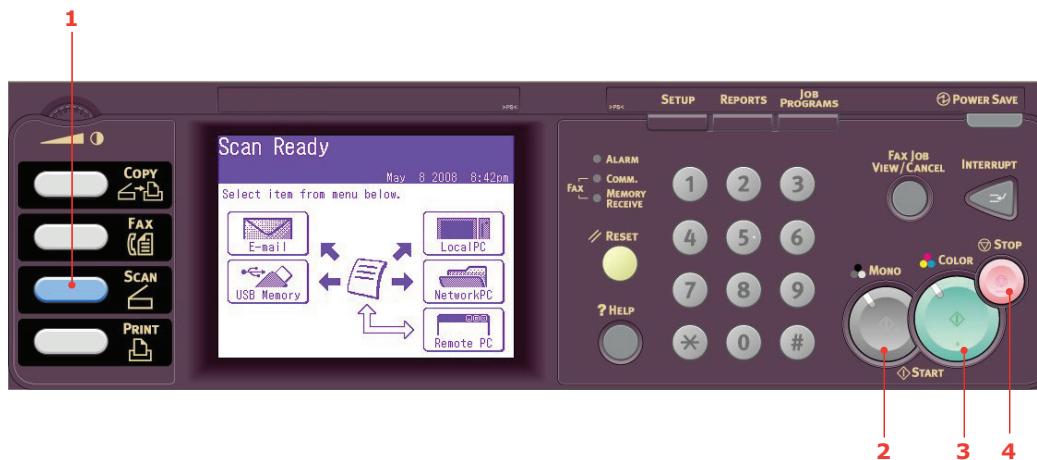 1
>PS<
>PS<
SETUP
REPORTS
JOB
PROGRAMS
POWER SAVE
COPY
FAX
SCAN
PRINT
Scan Ready
May 8 2008 8:42pm
Select item from menu below.
E-mail
LocalPC
USB Memory
NetworkPC
Remote PC
ALARM
FAX
COMM.
MEMORY
RECEIVE
RESET
? HELP
1 2 3
4 5 6
7 8 9
* 0 #
FAX JOB
VIEW/CANCEL
INTERRUPT
STOP
MONO
COLOR
START
2
3
4